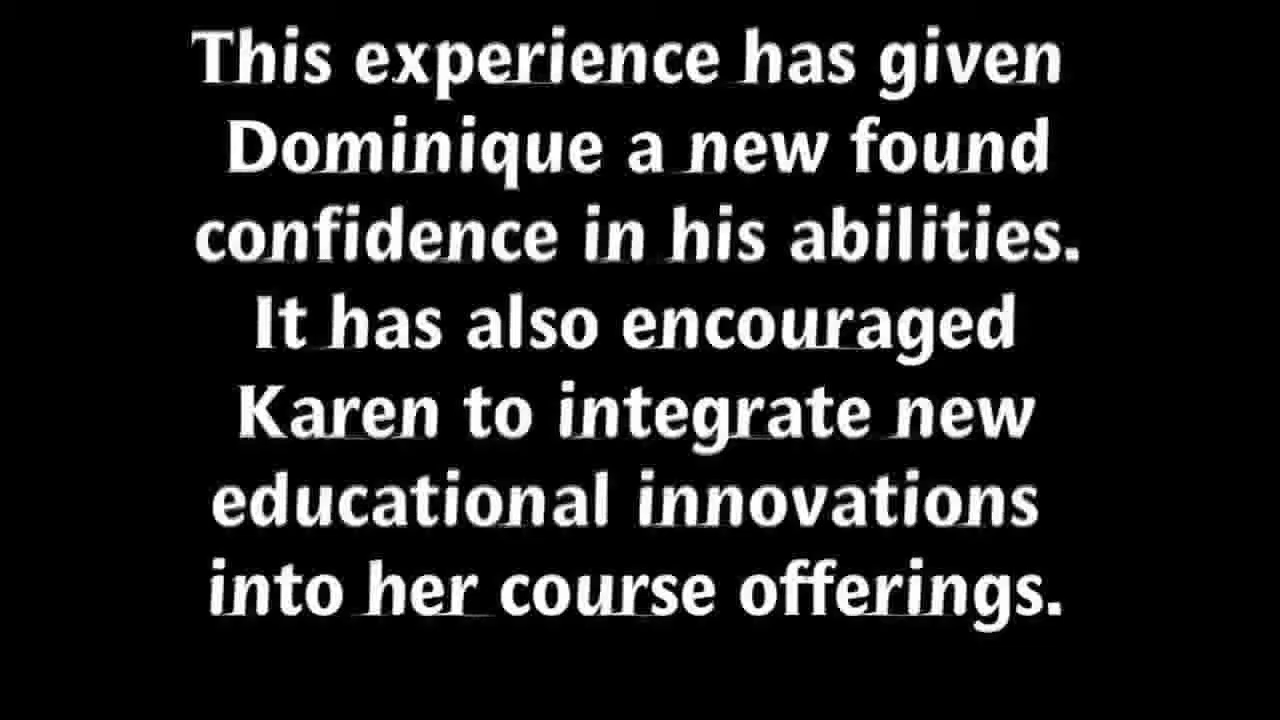 This experience has given
Dominique a new found
confidence in his abilities.
It has also encouraged
Karen to integrate new
educational innovations
into her course offerings.